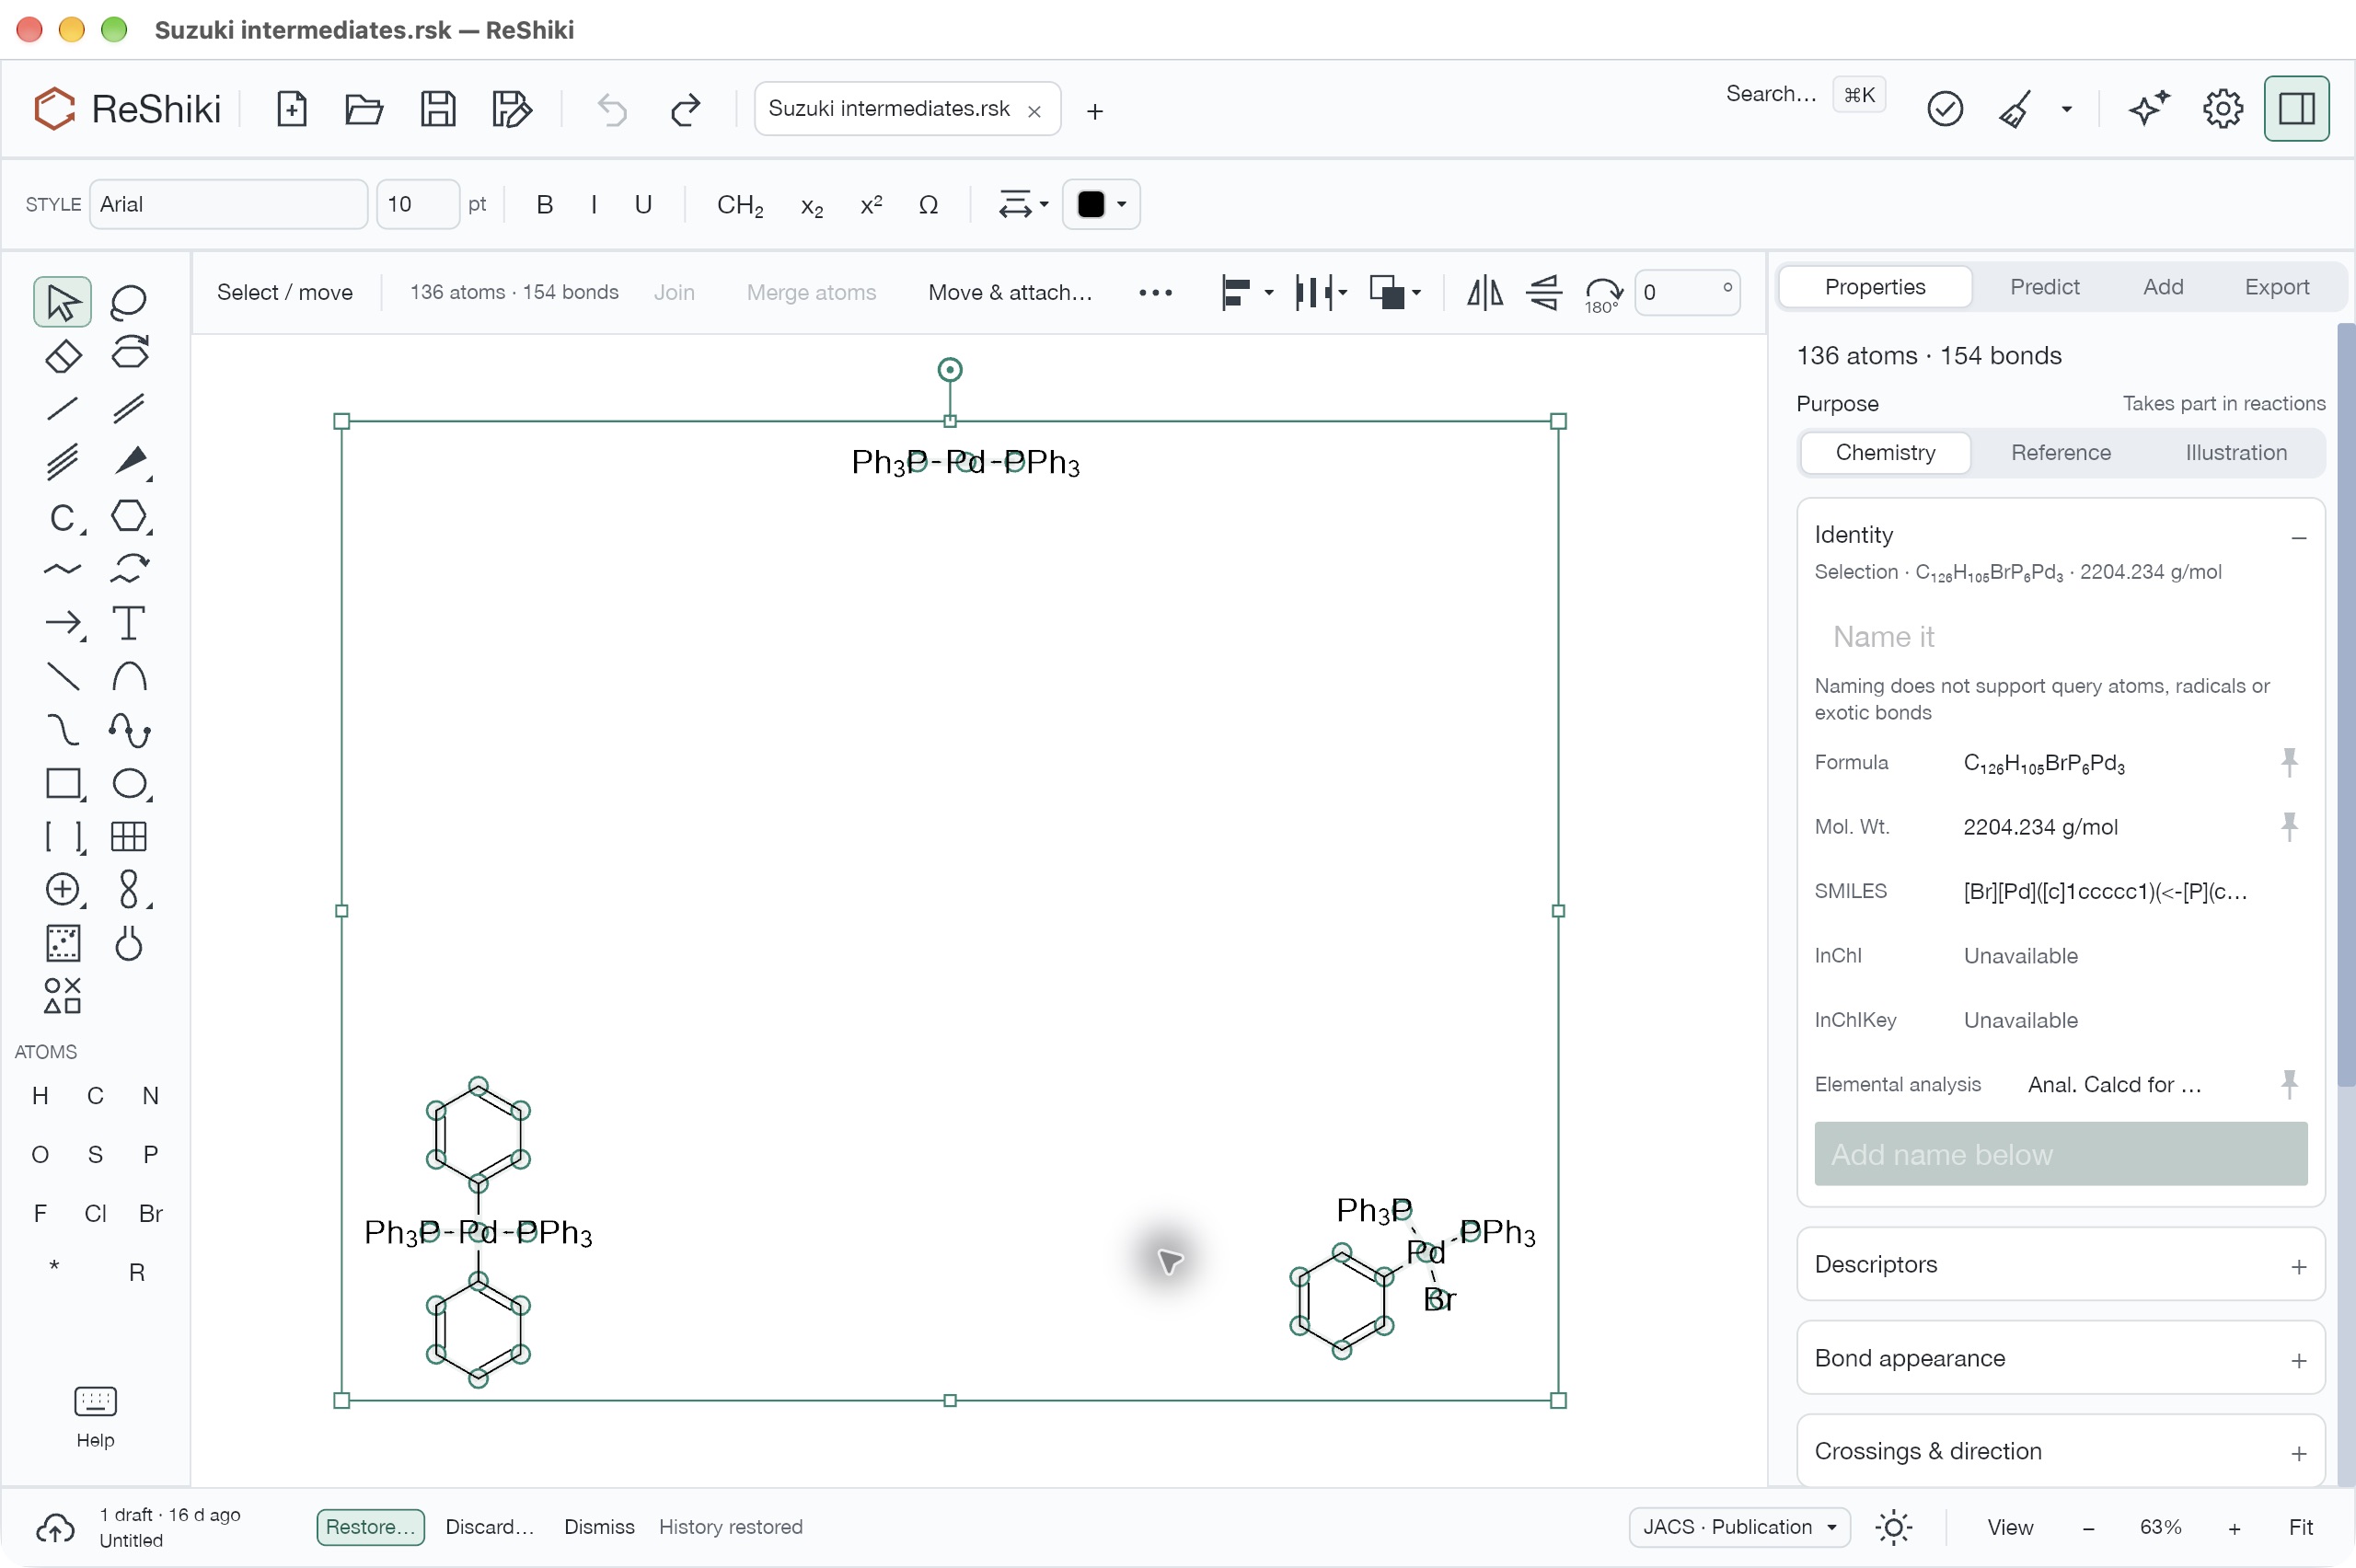 Suzuki intermediates.rsk — ReShiki
ReShiki
Suzuki intermediates.rsk ×
+
Search… ⌘K
STYLE Arial 10 pt B I U CH₂ x₂ x² Ω
Select / move 136 atoms · 154 bonds Join Merge atoms Move & attach… 180° 0 °
Properties Predict Add Export
136 atoms · 154 bonds
Purpose Takes part in reactions
Chemistry Reference Illustration
Identity −
Selection · C₁₂₆H₁₀₅BrP₆Pd₃ · 2204.234 g/mol
Name it
Naming does not support query atoms, radicals or
exotic bonds
Formula C₁₂₆H₁₀₅BrP₆Pd₃
Mol. Wt. 2204.234 g/mol
SMILES [Br][Pd]([c]1ccccc1)(<-[P](c…
InChI Unavailable
InChIKey Unavailable
Elemental analysis Anal. Calcd for …
Add name below
Descriptors +
Bond appearance +
Crossings & direction +
Ph₃P-Pd-PPh₃
Ph₃P-Pd-PPh₃
Ph₃P
PPh₃
Pd
Br
C
T
[ ]
ATOMS
H C N
O S P
F Cl Br
* R
Help
1 draft · 16 d ago
Untitled
Restore… Discard… Dismiss History restored
JACS · Publication View − 63% + Fit